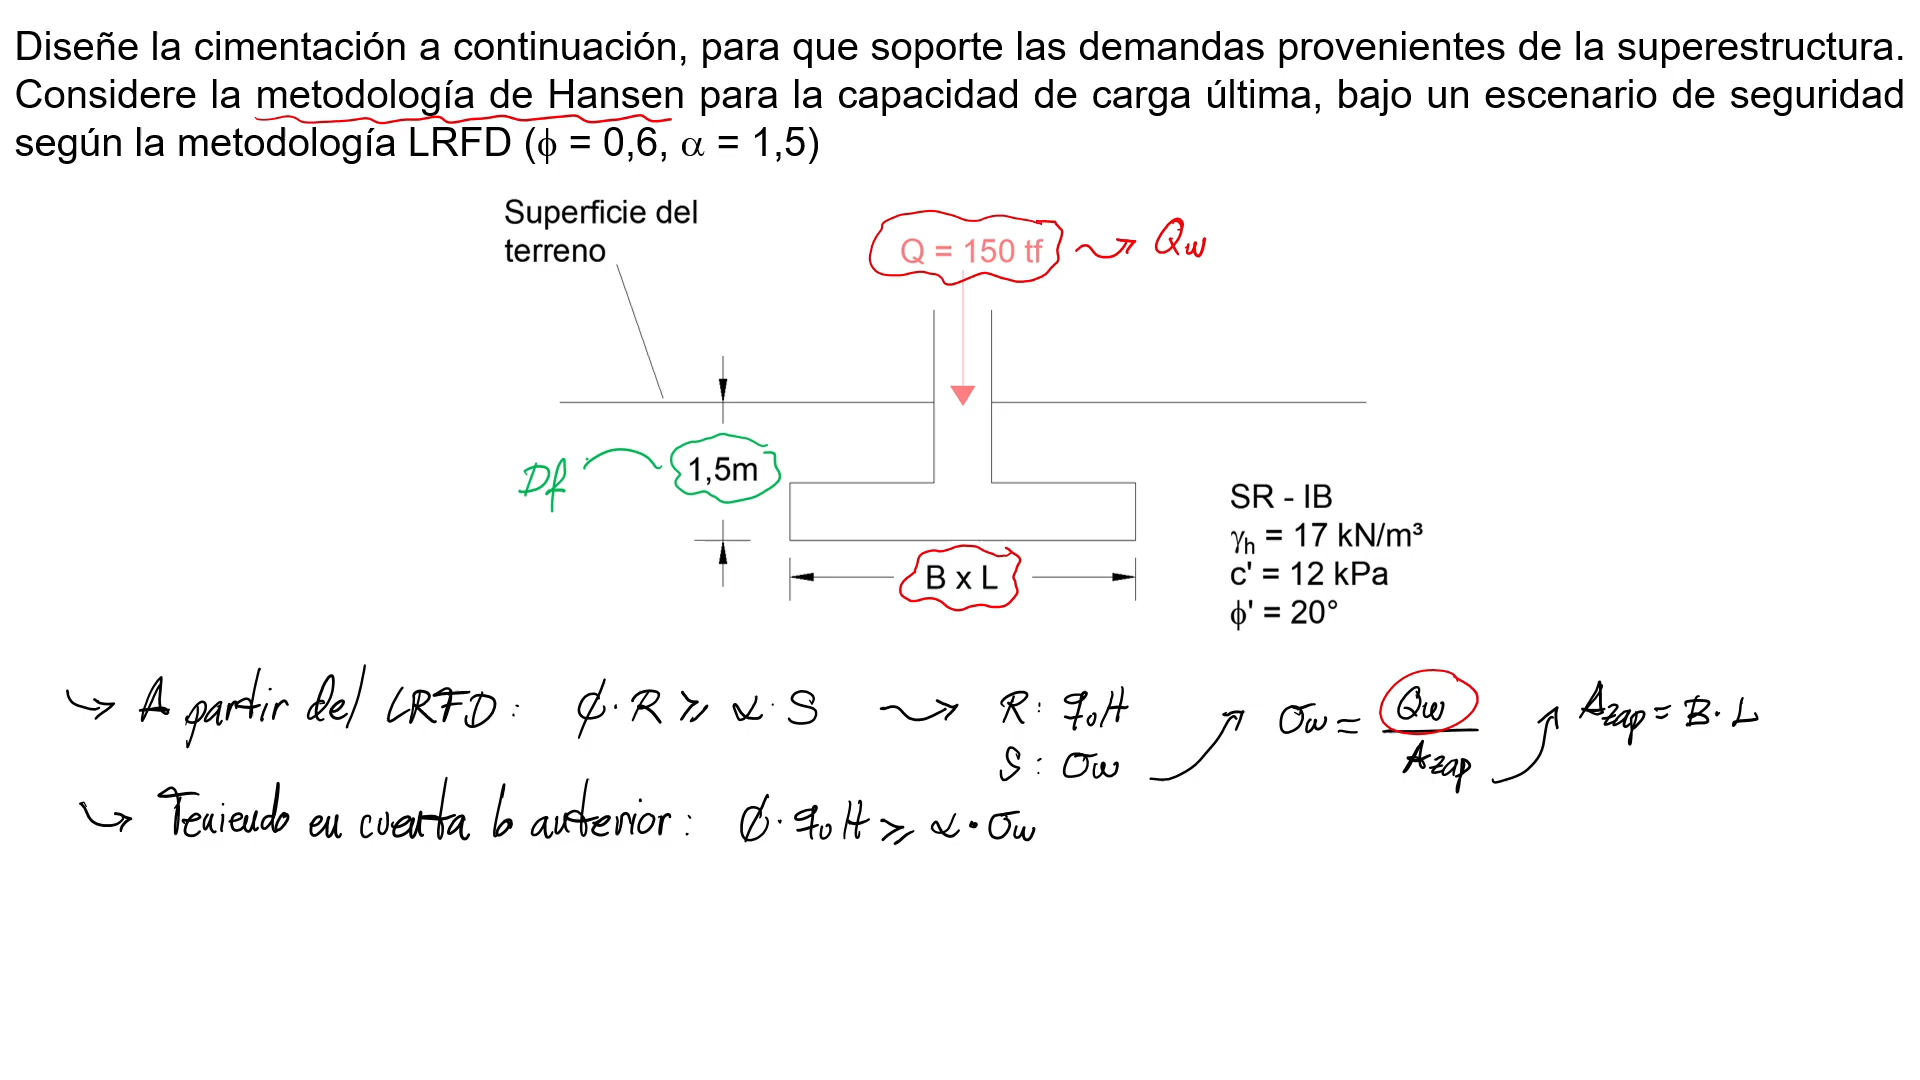 Diseñe la cimentación a continuación, para que soporte las demandas provenientes de la superestructura.
Considere la metodología de Hansen para la capacidad de carga última, bajo un escenario de seguridad
según la metodología LRFD (ϕ = 0,6, α = 1,5)
Superficie del
terreno
Q = 150 tf
Qw
Df
1,5m
B x L
SR - IB
γh = 17 kN/m³
c' = 12 kPa
ϕ' = 20°
A partir del LRFD: ϕ·R ≥ α·S
R: q₀H
S: σw
σw = Qw / Azap
Azap = B·L
Teniendo en cuenta lo anterior: ϕ·q₀H ≥ α·σw